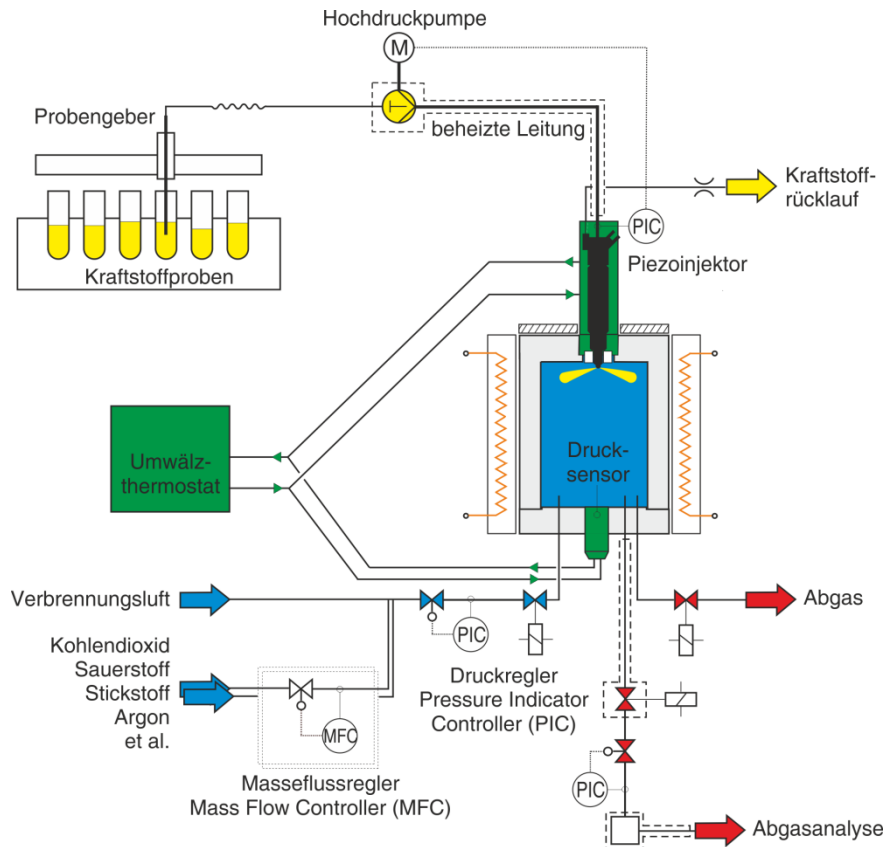 Hochdruckpumpe
M
Probengeber
beheizte Leitung
Kraftstoff-
rücklauf
PIC
Piezoinjektor
Kraftstoffproben
Umwälz-
thermostat
Druck-
sensor
Verbrennungsluft
PIC
Abgas
Kohlendioxid
Sauerstoff
Stickstoff
Argon
et al.
MFC
Druckregler
Pressure Indicator
Controller (PIC)
Masseflussregler
Mass Flow Controller (MFC)
PIC
Abgasanalyse